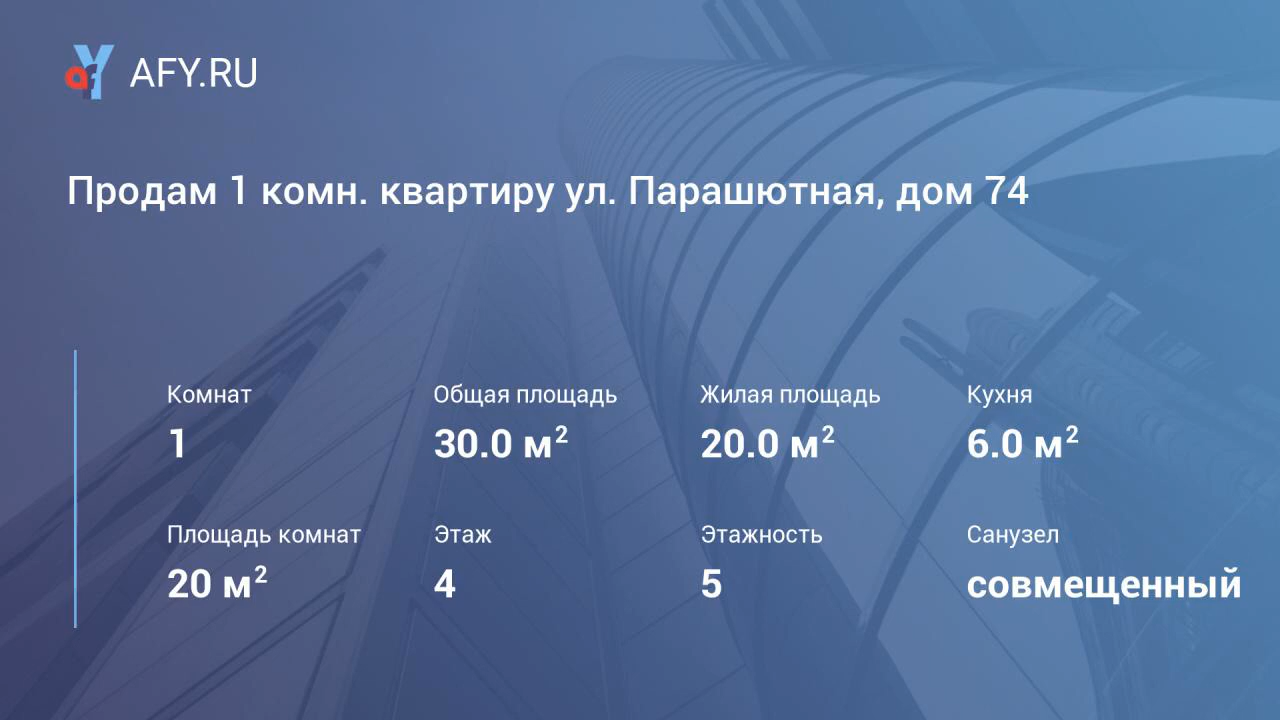 afY AFY.RU
Продам 1 комн. квартиру ул. Парашютная, дом 74
Комнат
1
Общая площадь
30.0 м²
Жилая площадь
20.0 м²
Кухня
6.0 м²
Площадь комнат
20 м²
Этаж
4
Этажность
5
Санузел
совмещенный